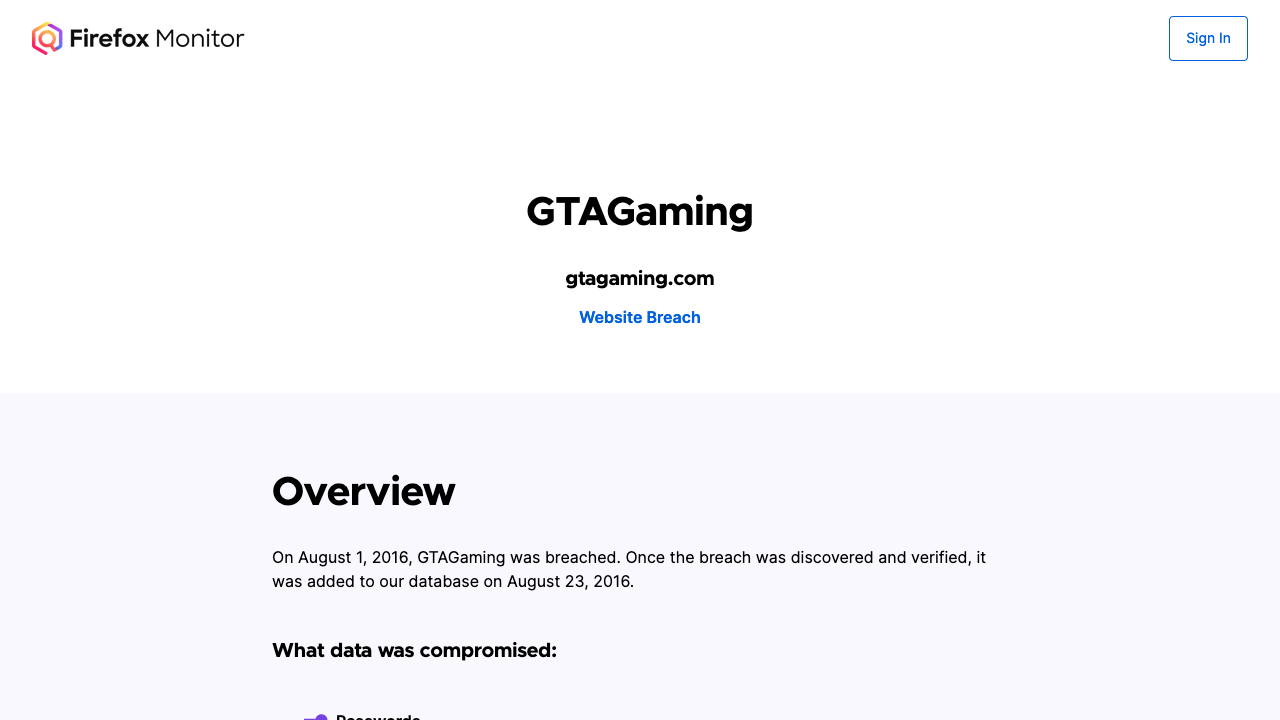 Firefox Monitor
Sign In
GTAGaming
gtagaming.com
Website Breach
Overview
On August 1, 2016, GTAGaming was breached. Once the breach was discovered and verified, it
was added to our database on August 23, 2016.
What data was compromised:
Passwords